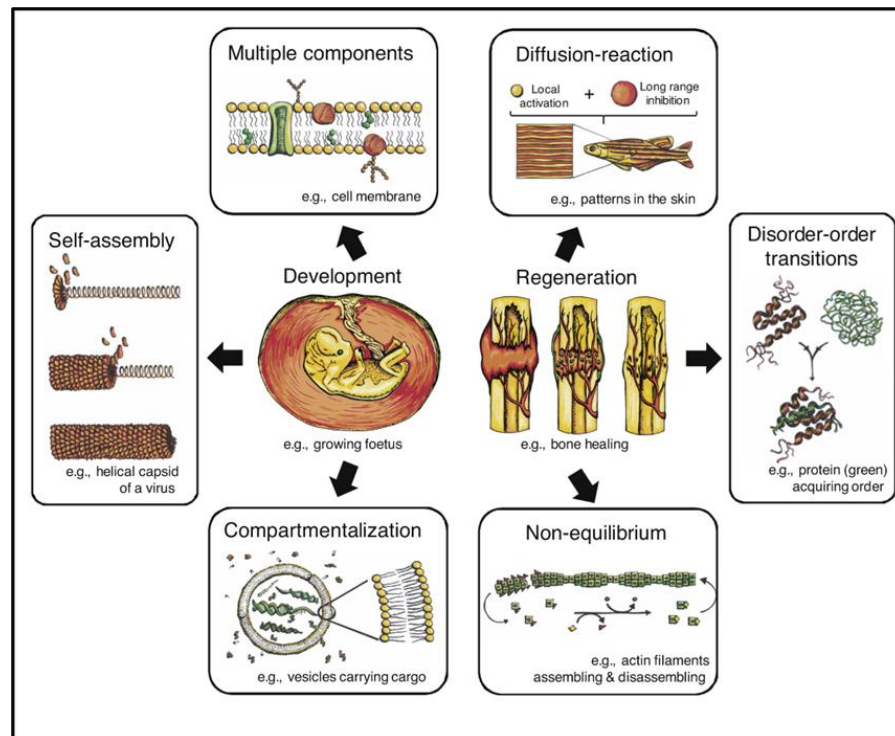 Multiple components
e.g., cell membrane
Diffusion-reaction
Local
activation
+
Long range
inhibition
e.g., patterns in the skin
Self-assembly
e.g., helical capsid
of a virus
Development
e.g., growing foetus
Regeneration
e.g., bone healing
Disorder-order
transitions
e.g., protein (green)
acquiring order
Compartmentalization
e.g., vesicles carrying cargo
Non-equilibrium
e.g., actin filaments
assembling & disassembling